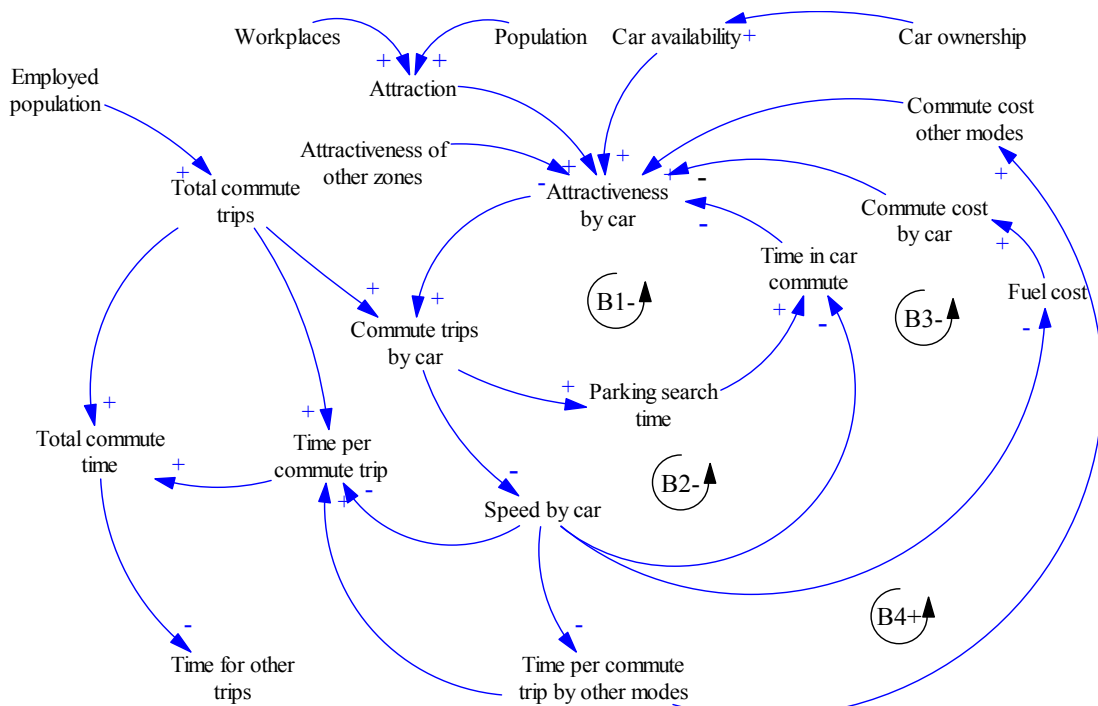 Workplaces
Population
Car availability
+
Car ownership
+
+
Employed
population
Attraction
Commute cost
other modes
Attractiveness of
other zones
+
+
+
-
+
-
+
Total commute
trips
Attractiveness
by car
Commute cost
by car
-
Time in car
commute
+
Fuel cost
B1-
B3-
+
+
+
-
-
Commute trips
by car
+
Parking search
time
+
+
Total commute
time
+
Time per
commute trip
+
-
-
B2-
Speed by car
B4+
-
-
Time for other
trips
Time per commute
trip by other modes